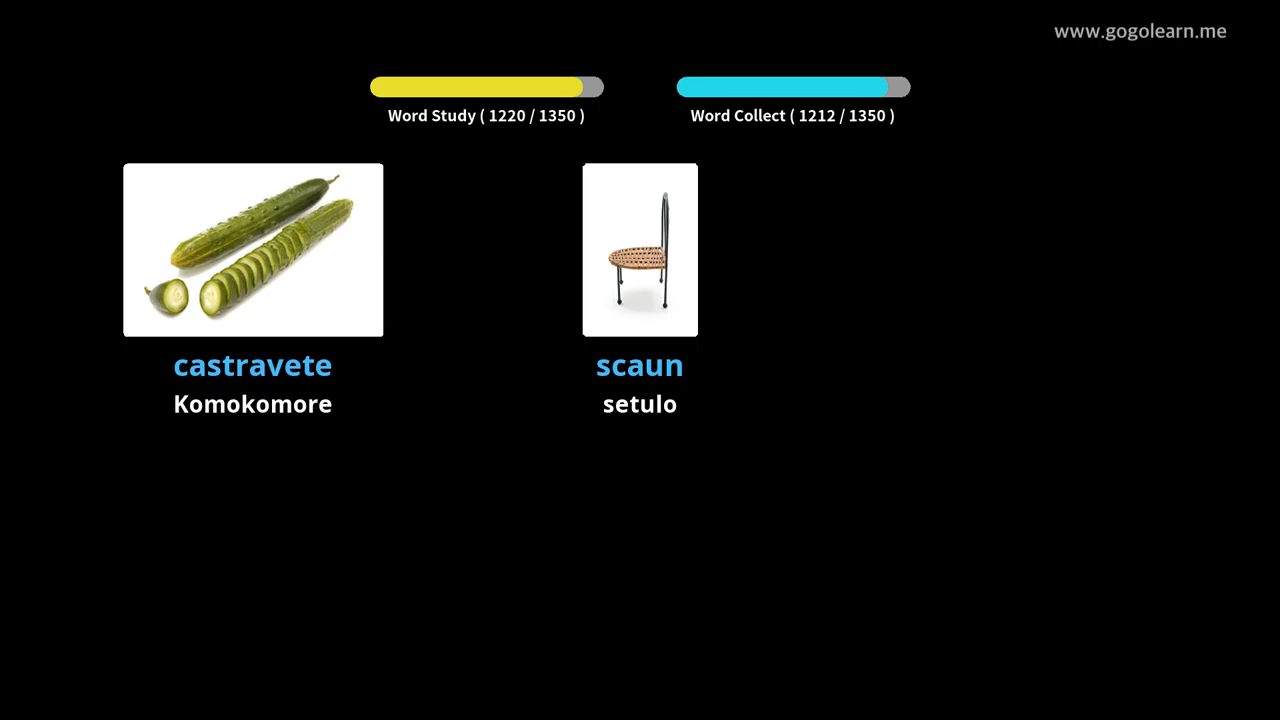 www.gogolearn.me
Word Study ( 1220 / 1350 )
Word Collect ( 1212 / 1350 )
castravete
Komokomore
scaun
setulo